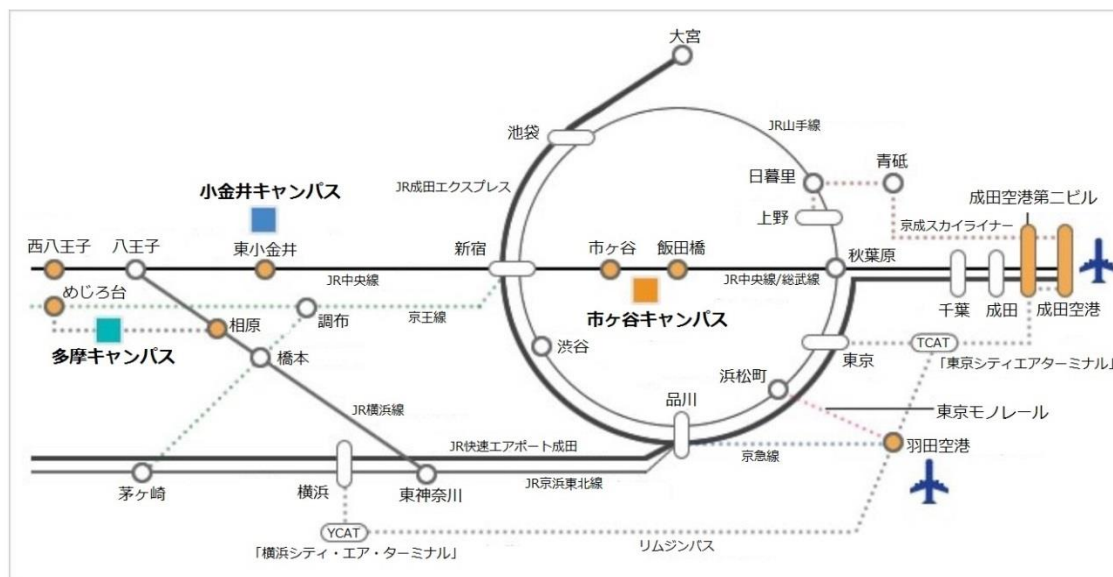 大宮
池袋
JR山手線
JR成田エクスプレス
日暮里
青砥
成田空港第二ビル
上野
京成スカイライナー
小金井キャンパス
西八王子
八王子
東小金井
新宿
市ヶ谷
飯田橋
秋葉原
JR中央線
JR中央線/総武線
めじろ台
調布
京王線
市ヶ谷キャンパス
千葉
成田
成田空港
多摩キャンパス
相原
橋本
渋谷
東京
TCAT
「東京シティエアターミナル」
浜松町
品川
JR横浜線
東京モノレール
JR快速エアポート成田
京急線
羽田空港
茅ヶ崎
横浜
東神奈川
JR京浜東北線
YCAT
「横浜シティ・エア・ターミナル」
リムジンバス